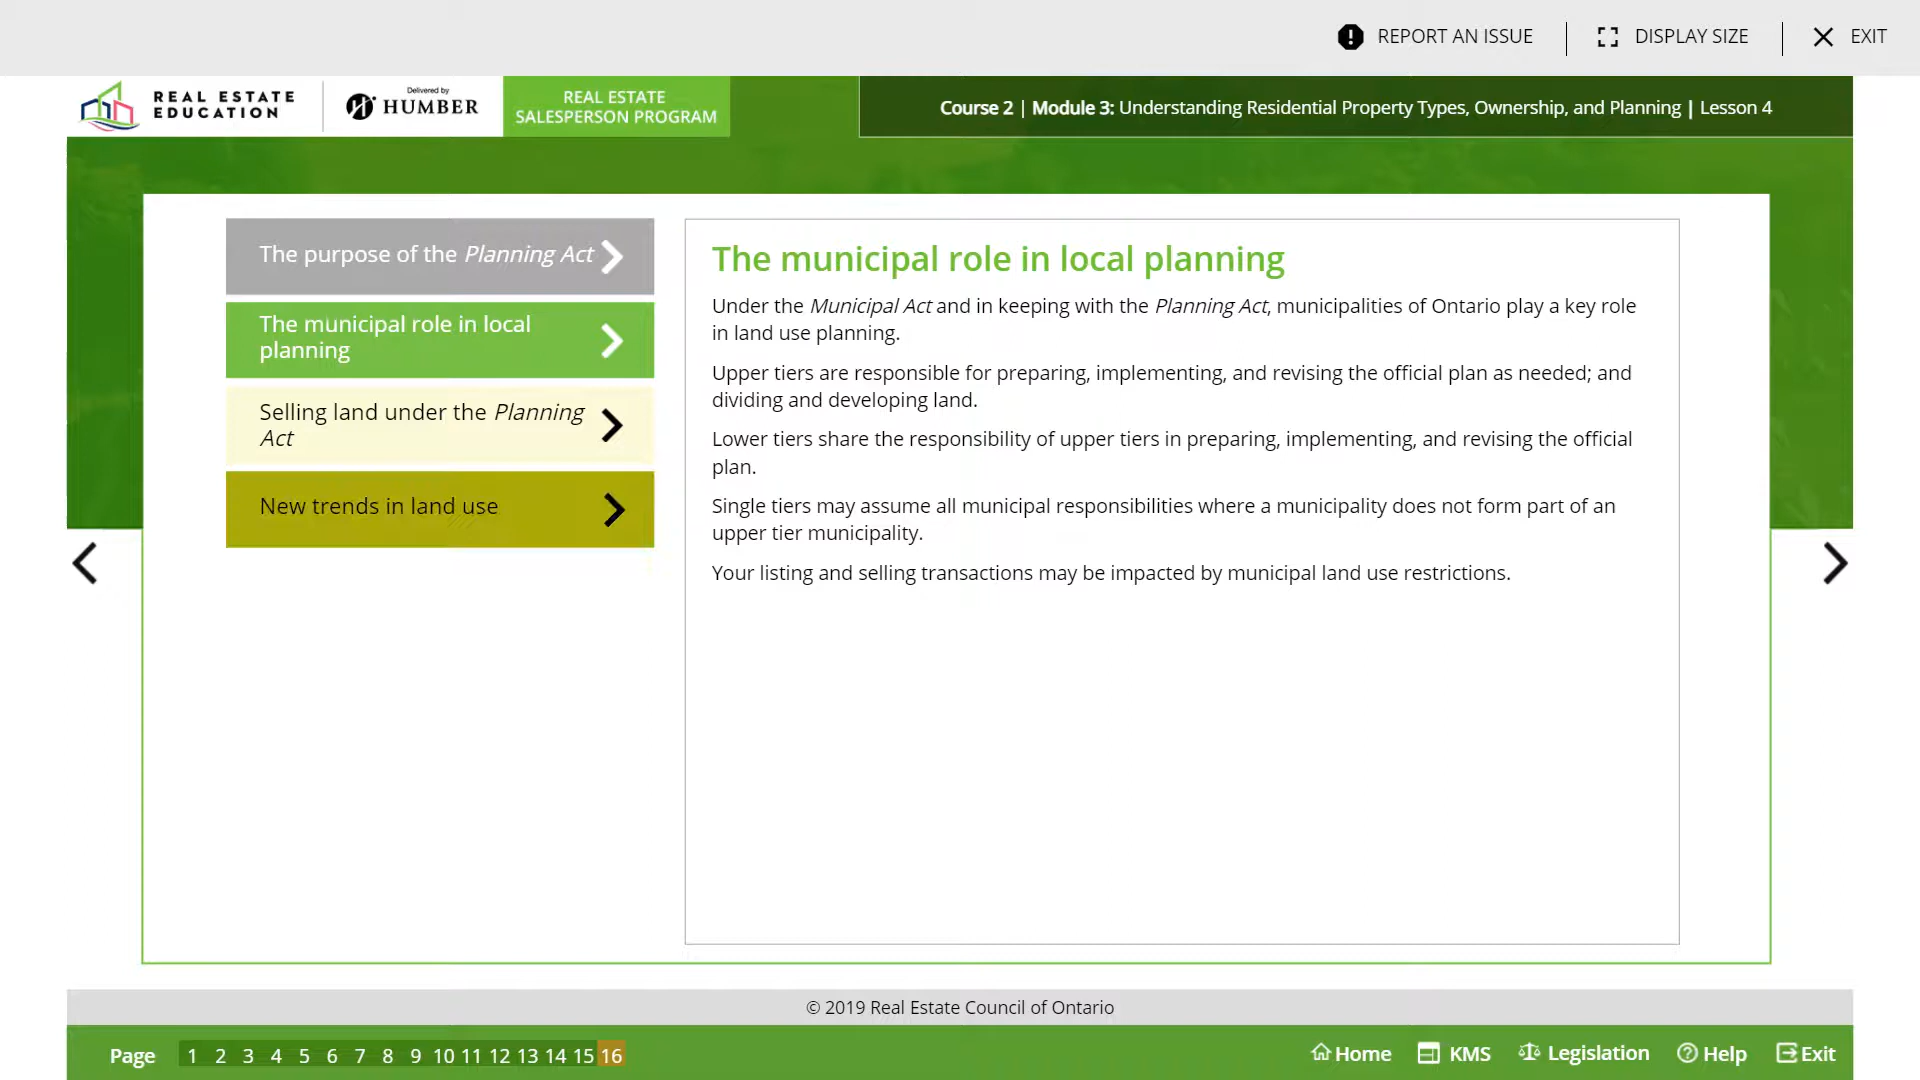 REPORT AN ISSUE
DISPLAY SIZE
EXIT
REAL ESTATE
EDUCATION
Delivered by
HUMBER
REAL ESTATE
SALESPERSON PROGRAM
Course 2 | Module 3: Understanding Residential Property Types, Ownership, and Planning | Lesson 4
The purpose of the Planning Act
The municipal role in local
planning
Selling land under the Planning
Act
New trends in land use
The municipal role in local planning
Under the Municipal Act and in keeping with the Planning Act, municipalities of Ontario play a key role
in land use planning.
Upper tiers are responsible for preparing, implementing, and revising the official plan as needed; and
dividing and developing land.
Lower tiers share the responsibility of upper tiers in preparing, implementing, and revising the official
plan.
Single tiers may assume all municipal responsibilities where a municipality does not form part of an
upper tier municipality.
Your listing and selling transactions may be impacted by municipal land use restrictions.
© 2019 Real Estate Council of Ontario
Page 1 2 3 4 5 6 7 8 9 10 11 12 13 14 15 16
Home
KMS
Legislation
Help
Exit